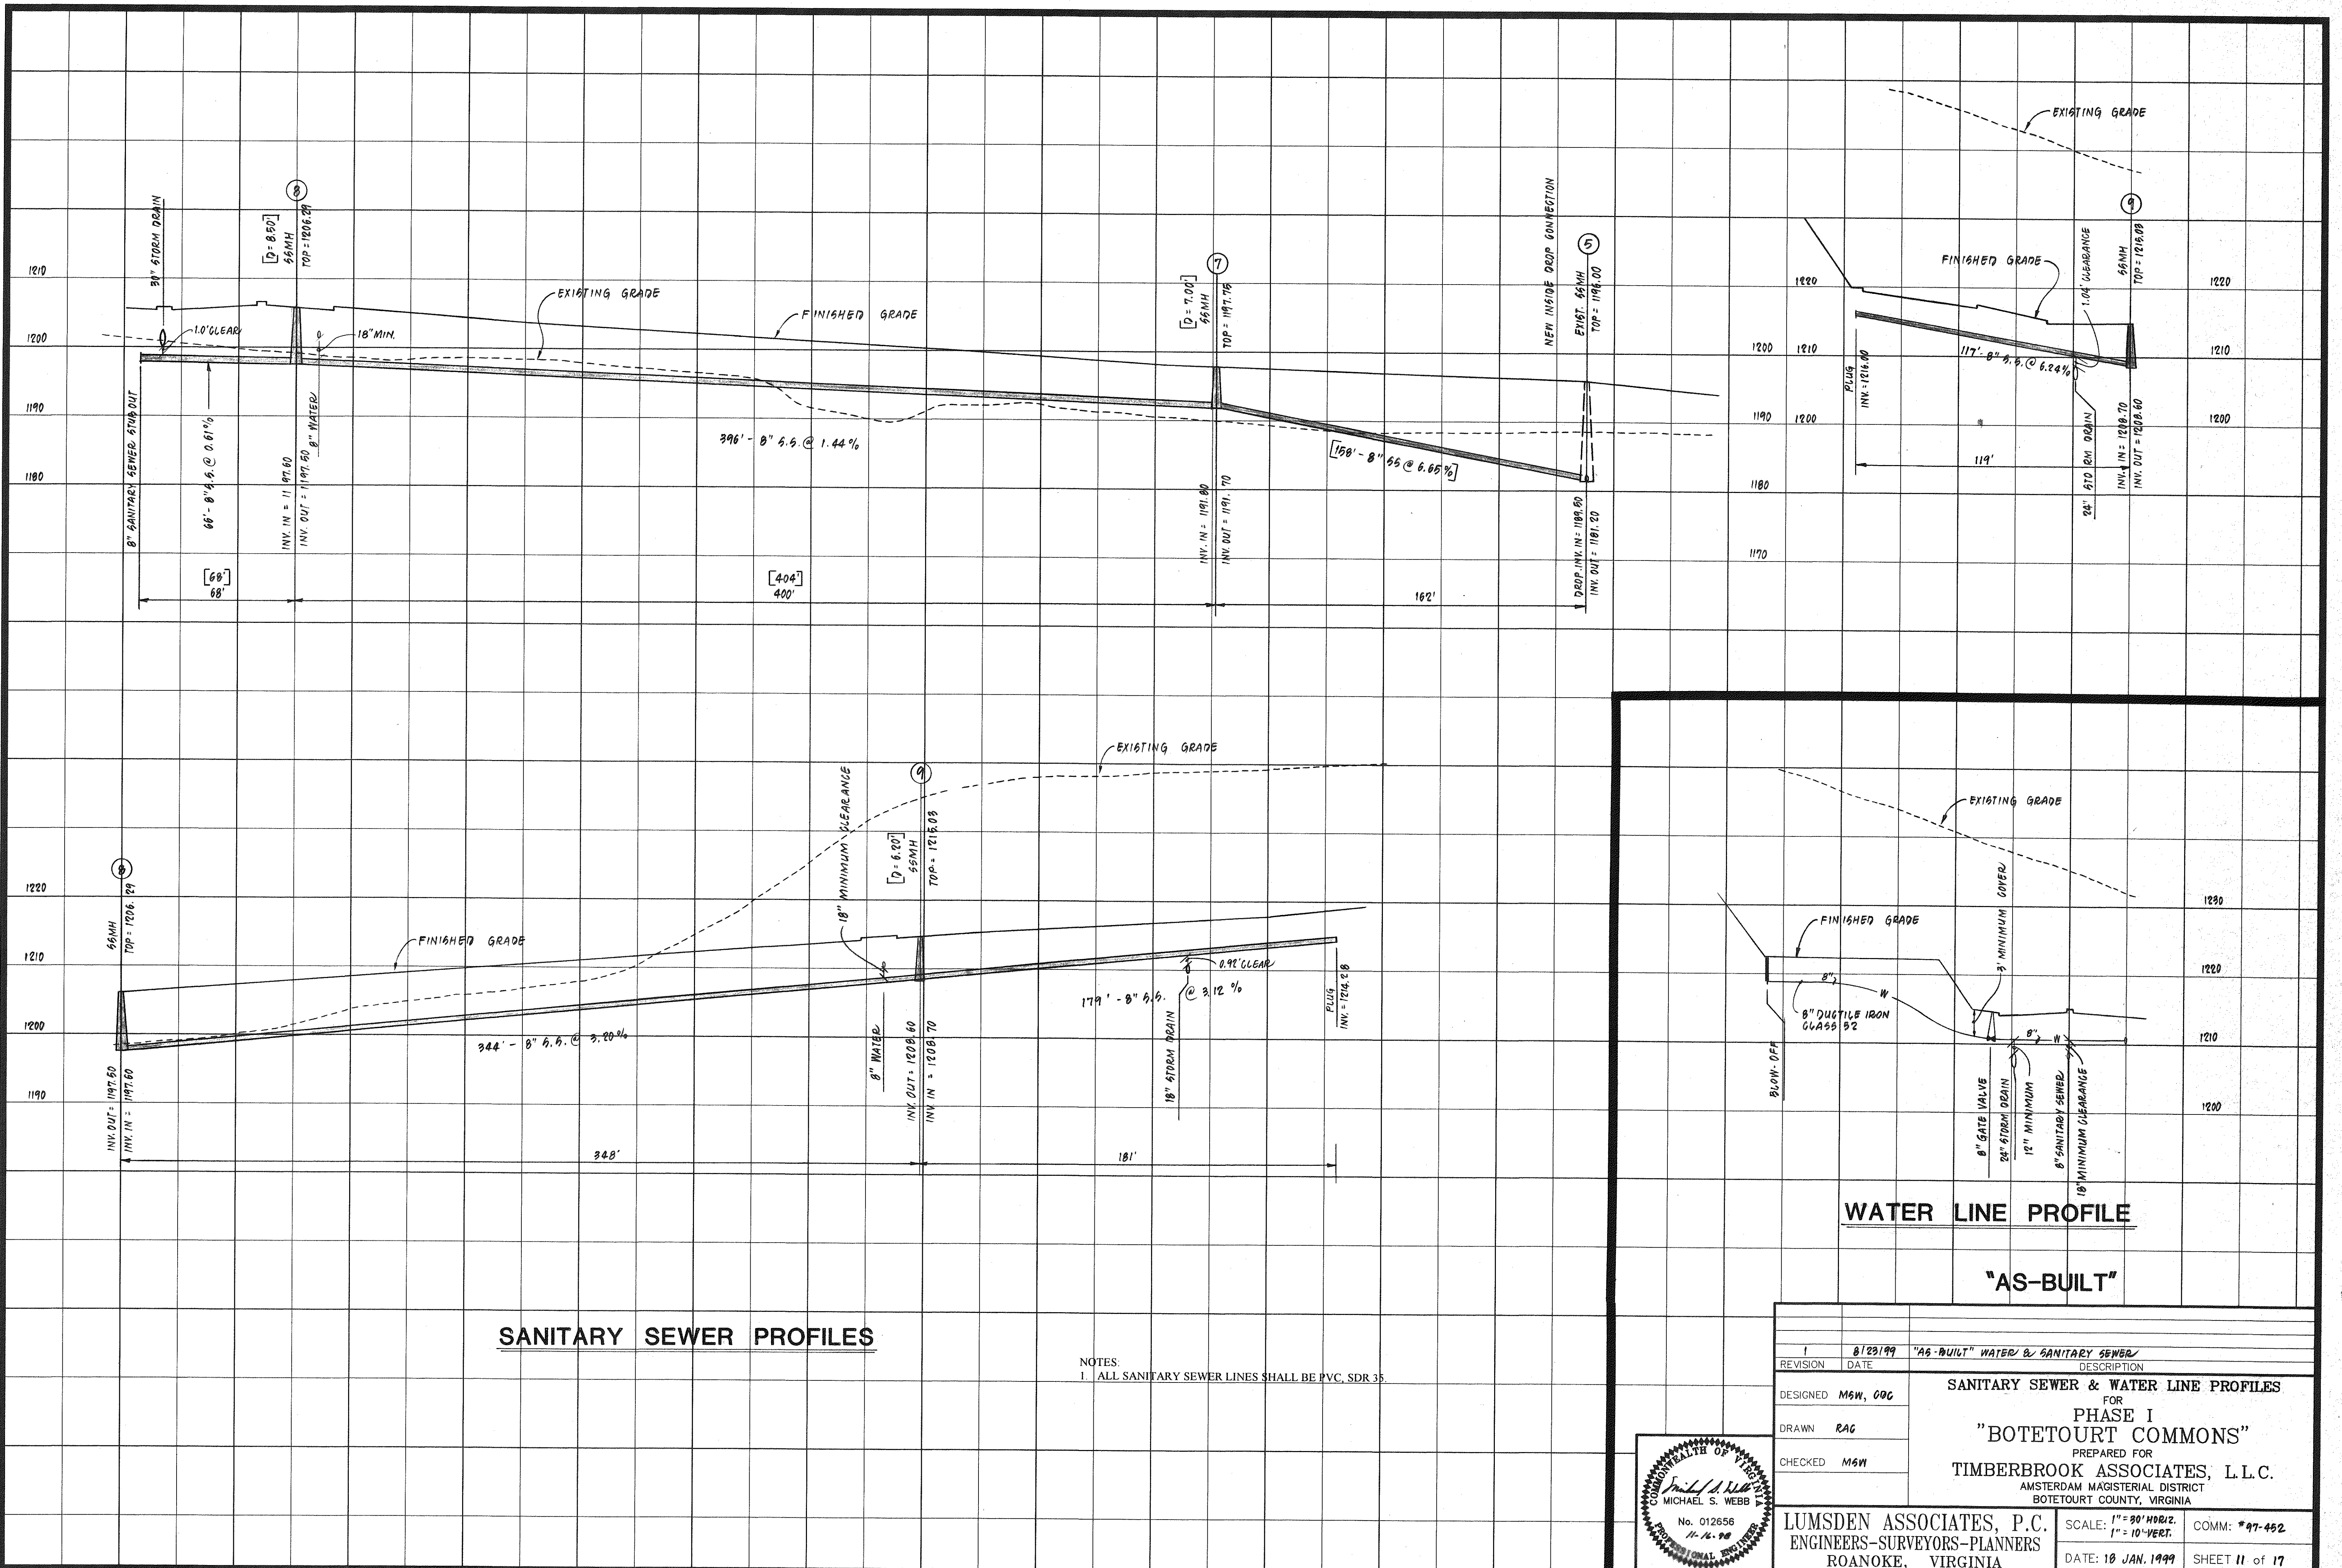 30" STORM DRAIN
8
[D = 8.50']
SSMH
TOP = 1206.29
1210
1200
1190
1180
1.0' CLEAR
18" MIN.
EXISTING GRADE
FINISHED GRADE
8" SANITARY SEWER STUB OUT
66' - 8" S.S. @ 0.61%
INV. IN = 1197.60
INV. OUT = 1197.50
8" WATER
396' - 8" S.S. @ 1.44%
[68']
68'
[404']
400'
7
[D = 7.00']
SSMH
TOP = 1197.75
INV. IN = 1191.80
INV. OUT = 1191.70
[158' - 8" SS @ 6.65%]
162'
NEW INSIDE DROP CONNECTION
5
EXIST. SSMH
TOP = 1196.00
DROP. INV. IN = 1189.50
INV. OUT = 1181.20
1200
1190
1180
1170
EXISTING GRADE
9
FINISHED GRADE
1.04' CLEARANCE
SSMH
TOP = 1215.03
1220
1210
1200
1220
1210
1200
PLUG
INV. = 1216.00
117' - 8" S.S. @ 6.24%
24" STORM DRAIN
INV. IN = 1208.70
INV. OUT = 1208.60
119'
8
SSMH
TOP = 1206.29
1220
1210
1200
1190
FINISHED GRADE
EXISTING GRADE
18" MINIMUM CLEARANCE
9
[D = 6.20']
SSMH
TOP = 1215.03
344' - 8" S.S. @ 3.20%
8" WATER
INV. OUT = 1208.60
INV. IN = 1208.70
179' - 8" S.S. @ 3.12 %
0.92' CLEAR
18" STORM DRAIN
PLUG
INV. = 1214.28
INV. OUT = 1197.50
INV. IN = 1197.60
348'
181'
SANITARY SEWER PROFILES
NOTES:
1. ALL SANITARY SEWER LINES SHALL BE PVC, SDR 35.
EXISTING GRADE
FINISHED GRADE
3' MINIMUM COVER
1230
1220
1210
1200
8"
W
8" DUCTILE IRON
CLASS 52
8"
W
BLOW-OFF
8" GATE VALVE
24" STORM DRAIN
12" MINIMUM
8" SANITARY SEWER
18" MINIMUM CLEARANCE
WATER LINE PROFILE
"AS-BUILT"
1 8/23/99 "AS-BUILT" WATER & SANITARY SEWER
REVISION DATE DESCRIPTION
DESIGNED MSW,
DRAWN RAG
CHECKED MSW
SANITARY SEWER & WATER LINE PROFILES
FOR
PHASE I
"BOTETOURT COMMONS"
PREPARED FOR
TIMBERBROOK ASSOCIATES, L.L.C.
AMSTERDAM MAGISTERIAL DISTRICT
BOTETOURT COUNTY, VIRGINIA
COMMONWEALTH OF VIRGINIA
Michael S. Webb
MICHAEL S. WEBB
No. 012656
11-16-98
PROFESSIONAL ENGINEER
LUMSDEN ASSOCIATES, P.C.
ENGINEERS-SURVEYORS-PLANNERS
ROANOKE, VIRGINIA
SCALE: 1" = 30' HORIZ.
1" = 10' VERT.
COMM: #97-452
DATE: 18 JAN. 1999
SHEET 11 of 17